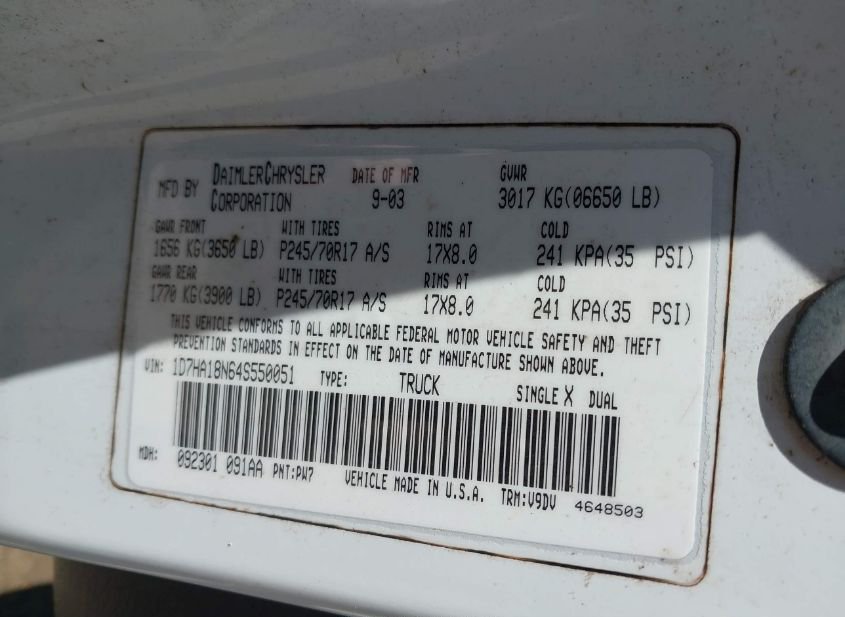 MFD BY DAIMLERCHRYSLER CORPORATION DATE OF MFR 9-03 GVWR 3017 KG(06650 LB)
GAWR FRONT WITH TIRES RIMS AT COLD
1656 KG(3650 LB) P245/70R17 A/S 17X8.0 241 KPA(35 PSI)
GAWR REAR WITH TIRES RIMS AT COLD
1770 KG(3900 LB) P245/70R17 A/S 17X8.0 241 KPA(35 PSI)
THIS VEHICLE CONFORMS TO ALL APPLICABLE FEDERAL MOTOR VEHICLE SAFETY AND THEFT
PREVENTION STANDARDS IN EFFECT ON THE DATE OF MANUFACTURE SHOWN ABOVE.
VIN: 1D7HA18N64S550051 TYPE: TRUCK SINGLE X DUAL
MDH: 092301 091AA PNT:PW7 VEHICLE MADE IN U.S.A. TRM:V9DV 4648503